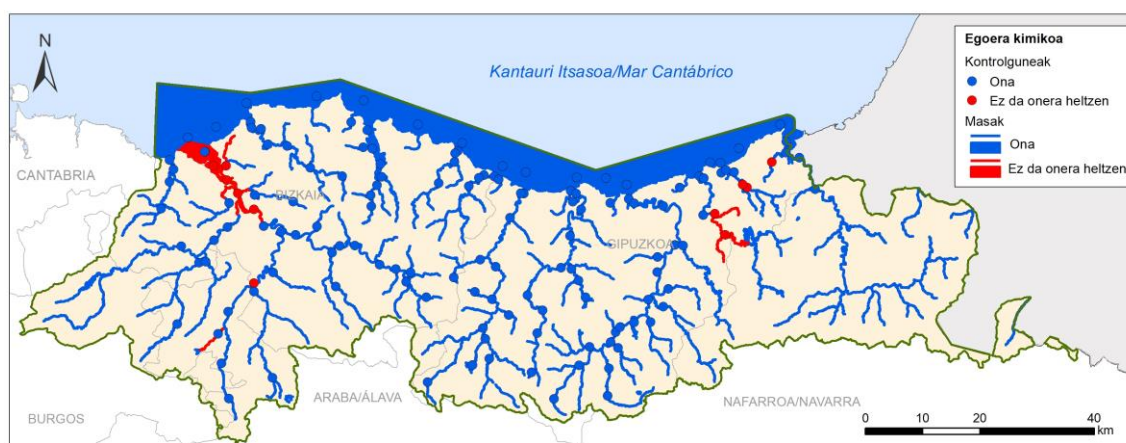 N
Kantauri Itsasoa/Mar Cantábrico
Egoera kimikoa
Kontrolguneak
Ona
Ez da onera heltzen
Masak
Ona
Ez da onera heltzen
CANTABRIA
BIZKAIA
GIPUZKOA
ARABA/ÁLAVA
NAFARROA/NAVARRA
BURGOS
0 10 20 40
km